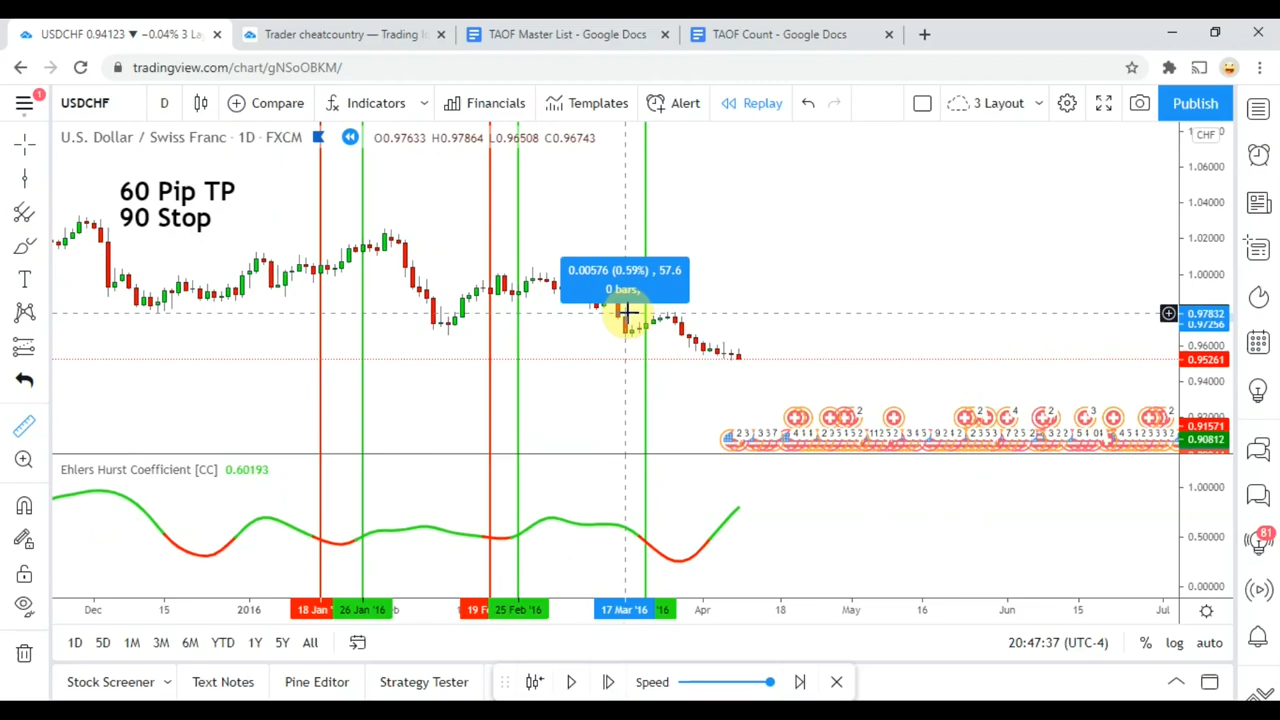 USDCHF 0.94123 ▼ −0.04% 3 La
Trader cheatcountry — Trading I
TAOF Master List - Google Docs
TAOF Count - Google Docs
tradingview.com/chart/gNSoOBKM/
1
USDCHF D Compare Indicators Financials Templates Alert Replay 3 Layout Publish
U.S. Dollar / Swiss Franc · 1D · FXCM O0.97633 H0.97864 L0.96508 C0.96743
CHF
1.06000
60 Pip TP
1.04000
90 Stop
1.02000
0.00576 (0.59%) , 57.6
1.00000
0 bars,
0.97832
0.97256
0.96000
0.95261
0.94000
0.91571
0.90812
Ehlers Hurst Coefficient [CC] 0.60193
1.00000
0.50000
81
0.00000
Dec 15 2016 18 Jan 26 Jan '16 19 F 25 Feb '16 17 Mar '16 '16 Apr 18 May 16 Jun 15 Jul
1D 5D 1M 3M 6M YTD 1Y 5Y All 20:47:37 (UTC-4) % log auto
Stock Screener Text Notes Pine Editor Strategy Tester Speed